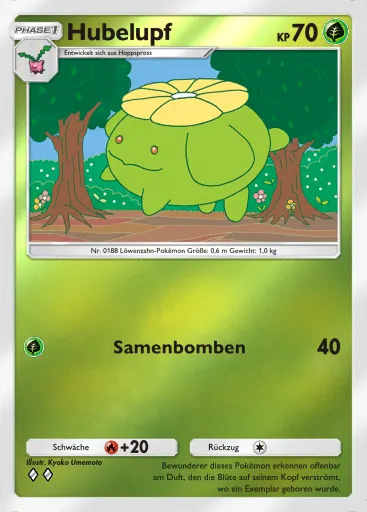 PHASE 1
Hubelupf
KP 70
Entwickelt sich aus Hoppspross
Nr. 0188 Löwenzahn-Pokémon Größe: 0,6 m Gewicht: 1,0 kg
Samenbomben 40
Schwäche +20 Rückzug
Illustr. Kyoko Umemoto
Bewunderer dieses Pokémon erkennen offenbar
am Duft, den die Blüte auf seinem Kopf verströmt,
wo ein Exemplar geboren wurde.